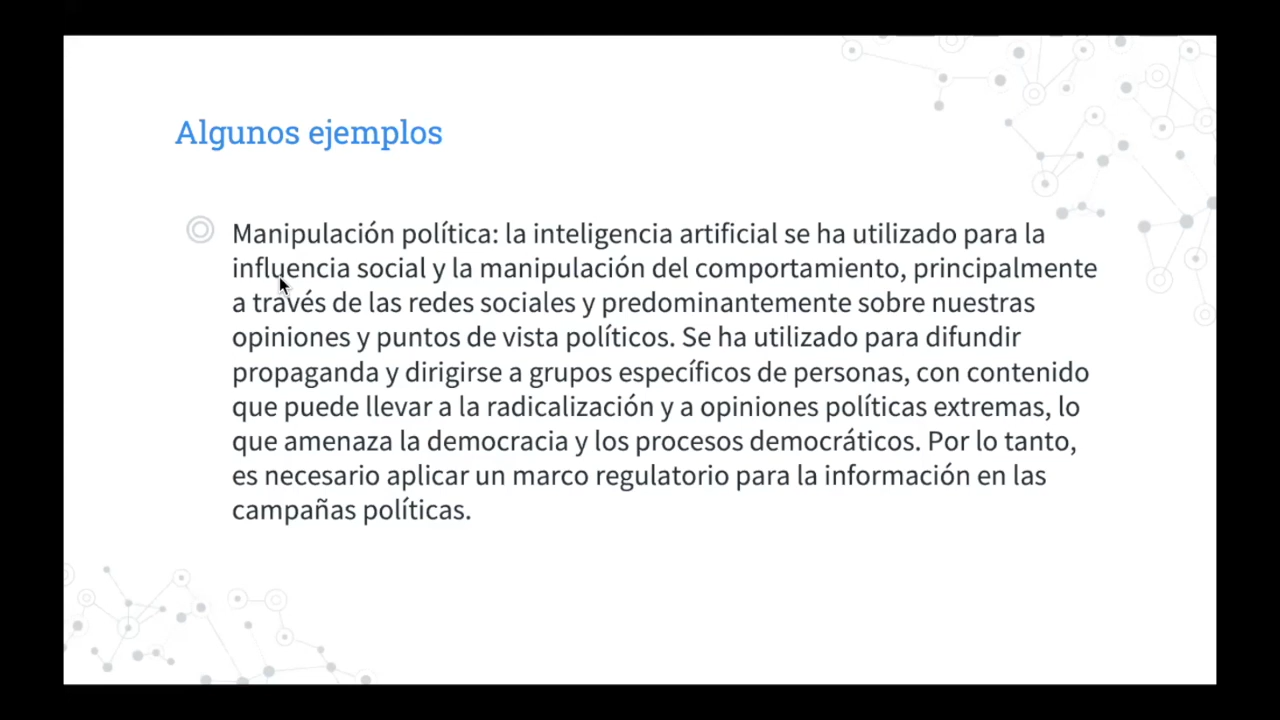 Algunos ejemplos
Manipulación política: la inteligencia artificial se ha utilizado para la
influencia social y la manipulación del comportamiento, principalmente
a través de las redes sociales y predominantemente sobre nuestras
opiniones y puntos de vista políticos. Se ha utilizado para difundir
propaganda y dirigirse a grupos específicos de personas, con contenido
que puede llevar a la radicalización y a opiniones políticas extremas, lo
que amenaza la democracia y los procesos democráticos. Por lo tanto,
es necesario aplicar un marco regulatorio para la información en las
campañas políticas.